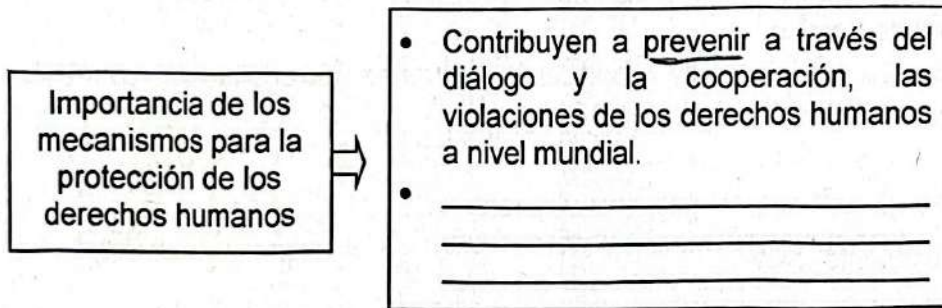 Importancia de los
mecanismos para la
protección de los
derechos humanos
• Contribuyen a prevenir a través del
diálogo y la cooperación, las
violaciones de los derechos humanos
a nivel mundial.
•